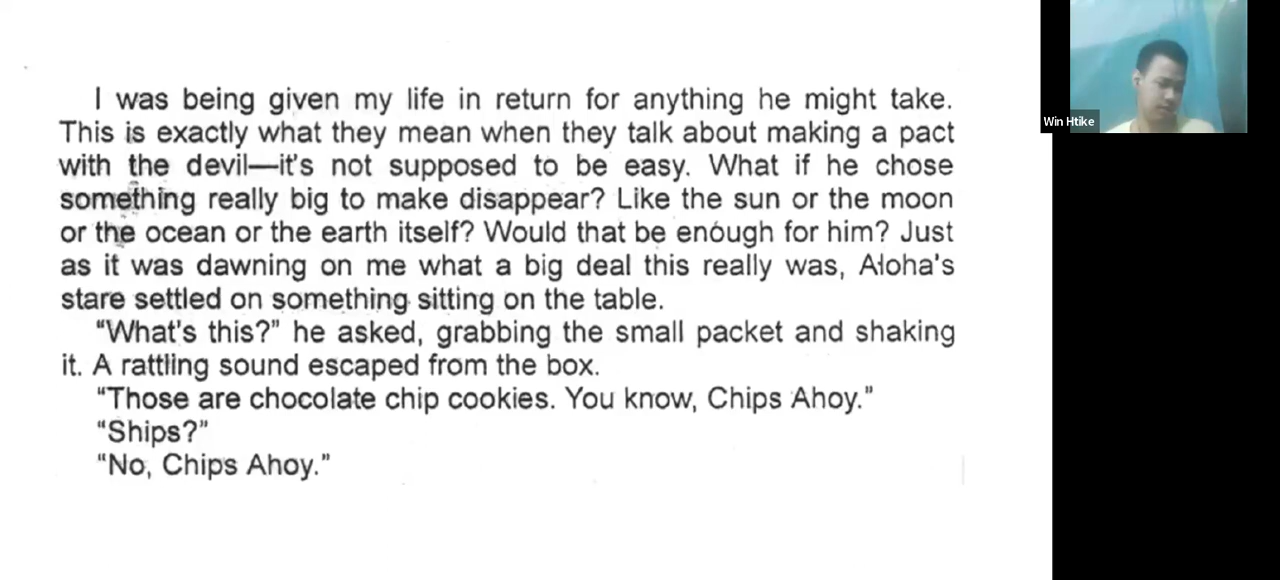 I was being given my life in return for anything he might take.
This is exactly what they mean when they talk about making a pact
with the devil—it's not supposed to be easy. What if he chose
something really big to make disappear? Like the sun or the moon
or the ocean or the earth itself? Would that be enough for him? Just
as it was dawning on me what a big deal this really was, Aloha's
stare settled on something sitting on the table.
“What's this?” he asked, grabbing the small packet and shaking
it. A rattling sound escaped from the box.
“Those are chocolate chip cookies. You know, Chips Ahoy.”
“Ships?”
“No, Chips Ahoy.”
Win Htike